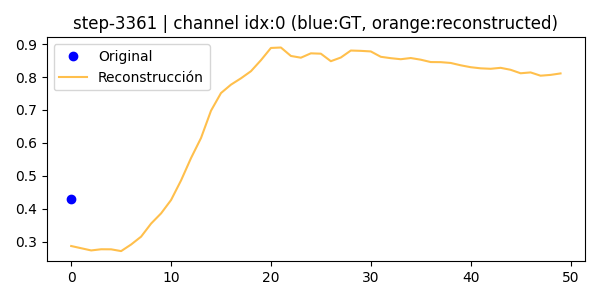 step-3361 | channel idx:0 (blue:GT, orange:reconstructed)
Original
Reconstrucción
0.9
0.8
0.7
0.6
0.5
0.4
0.3
0 10 20 30 40 50